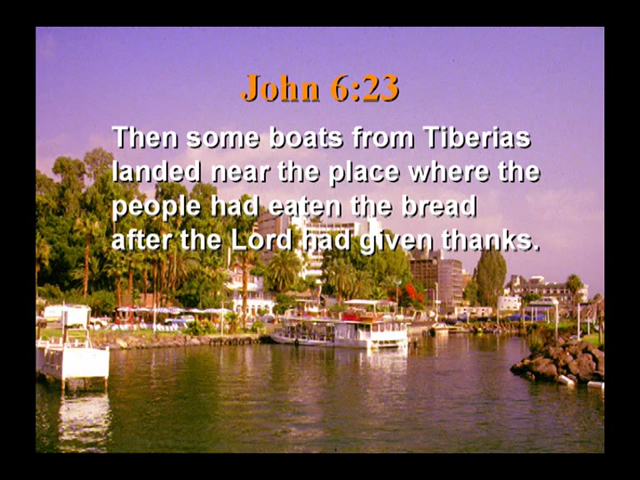 John 6:23
Then some boats from Tiberias
landed near the place where the
people had eaten the bread
after the Lord had given thanks.